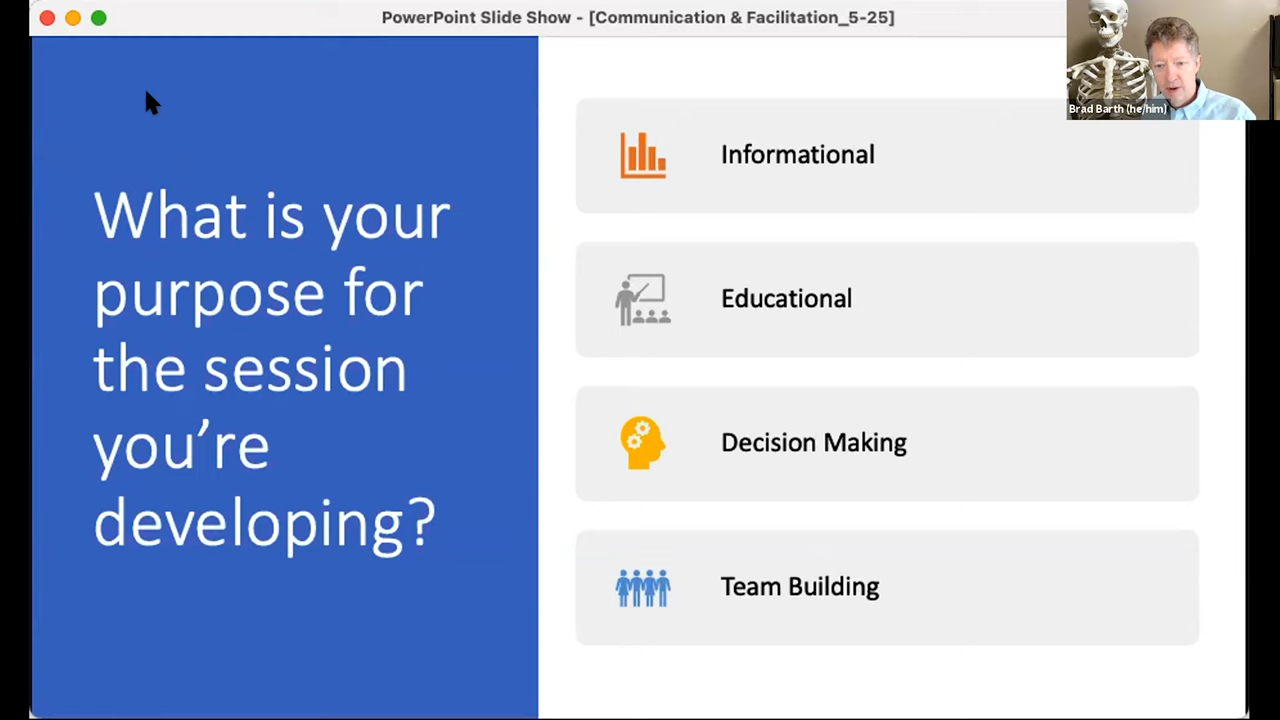 PowerPoint Slide Show - [Communication & Facilitation_5-25]
Brad Barth (he/him)
What is your
purpose for
the session
you’re
developing?
Informational
Educational
Decision Making
Team Building